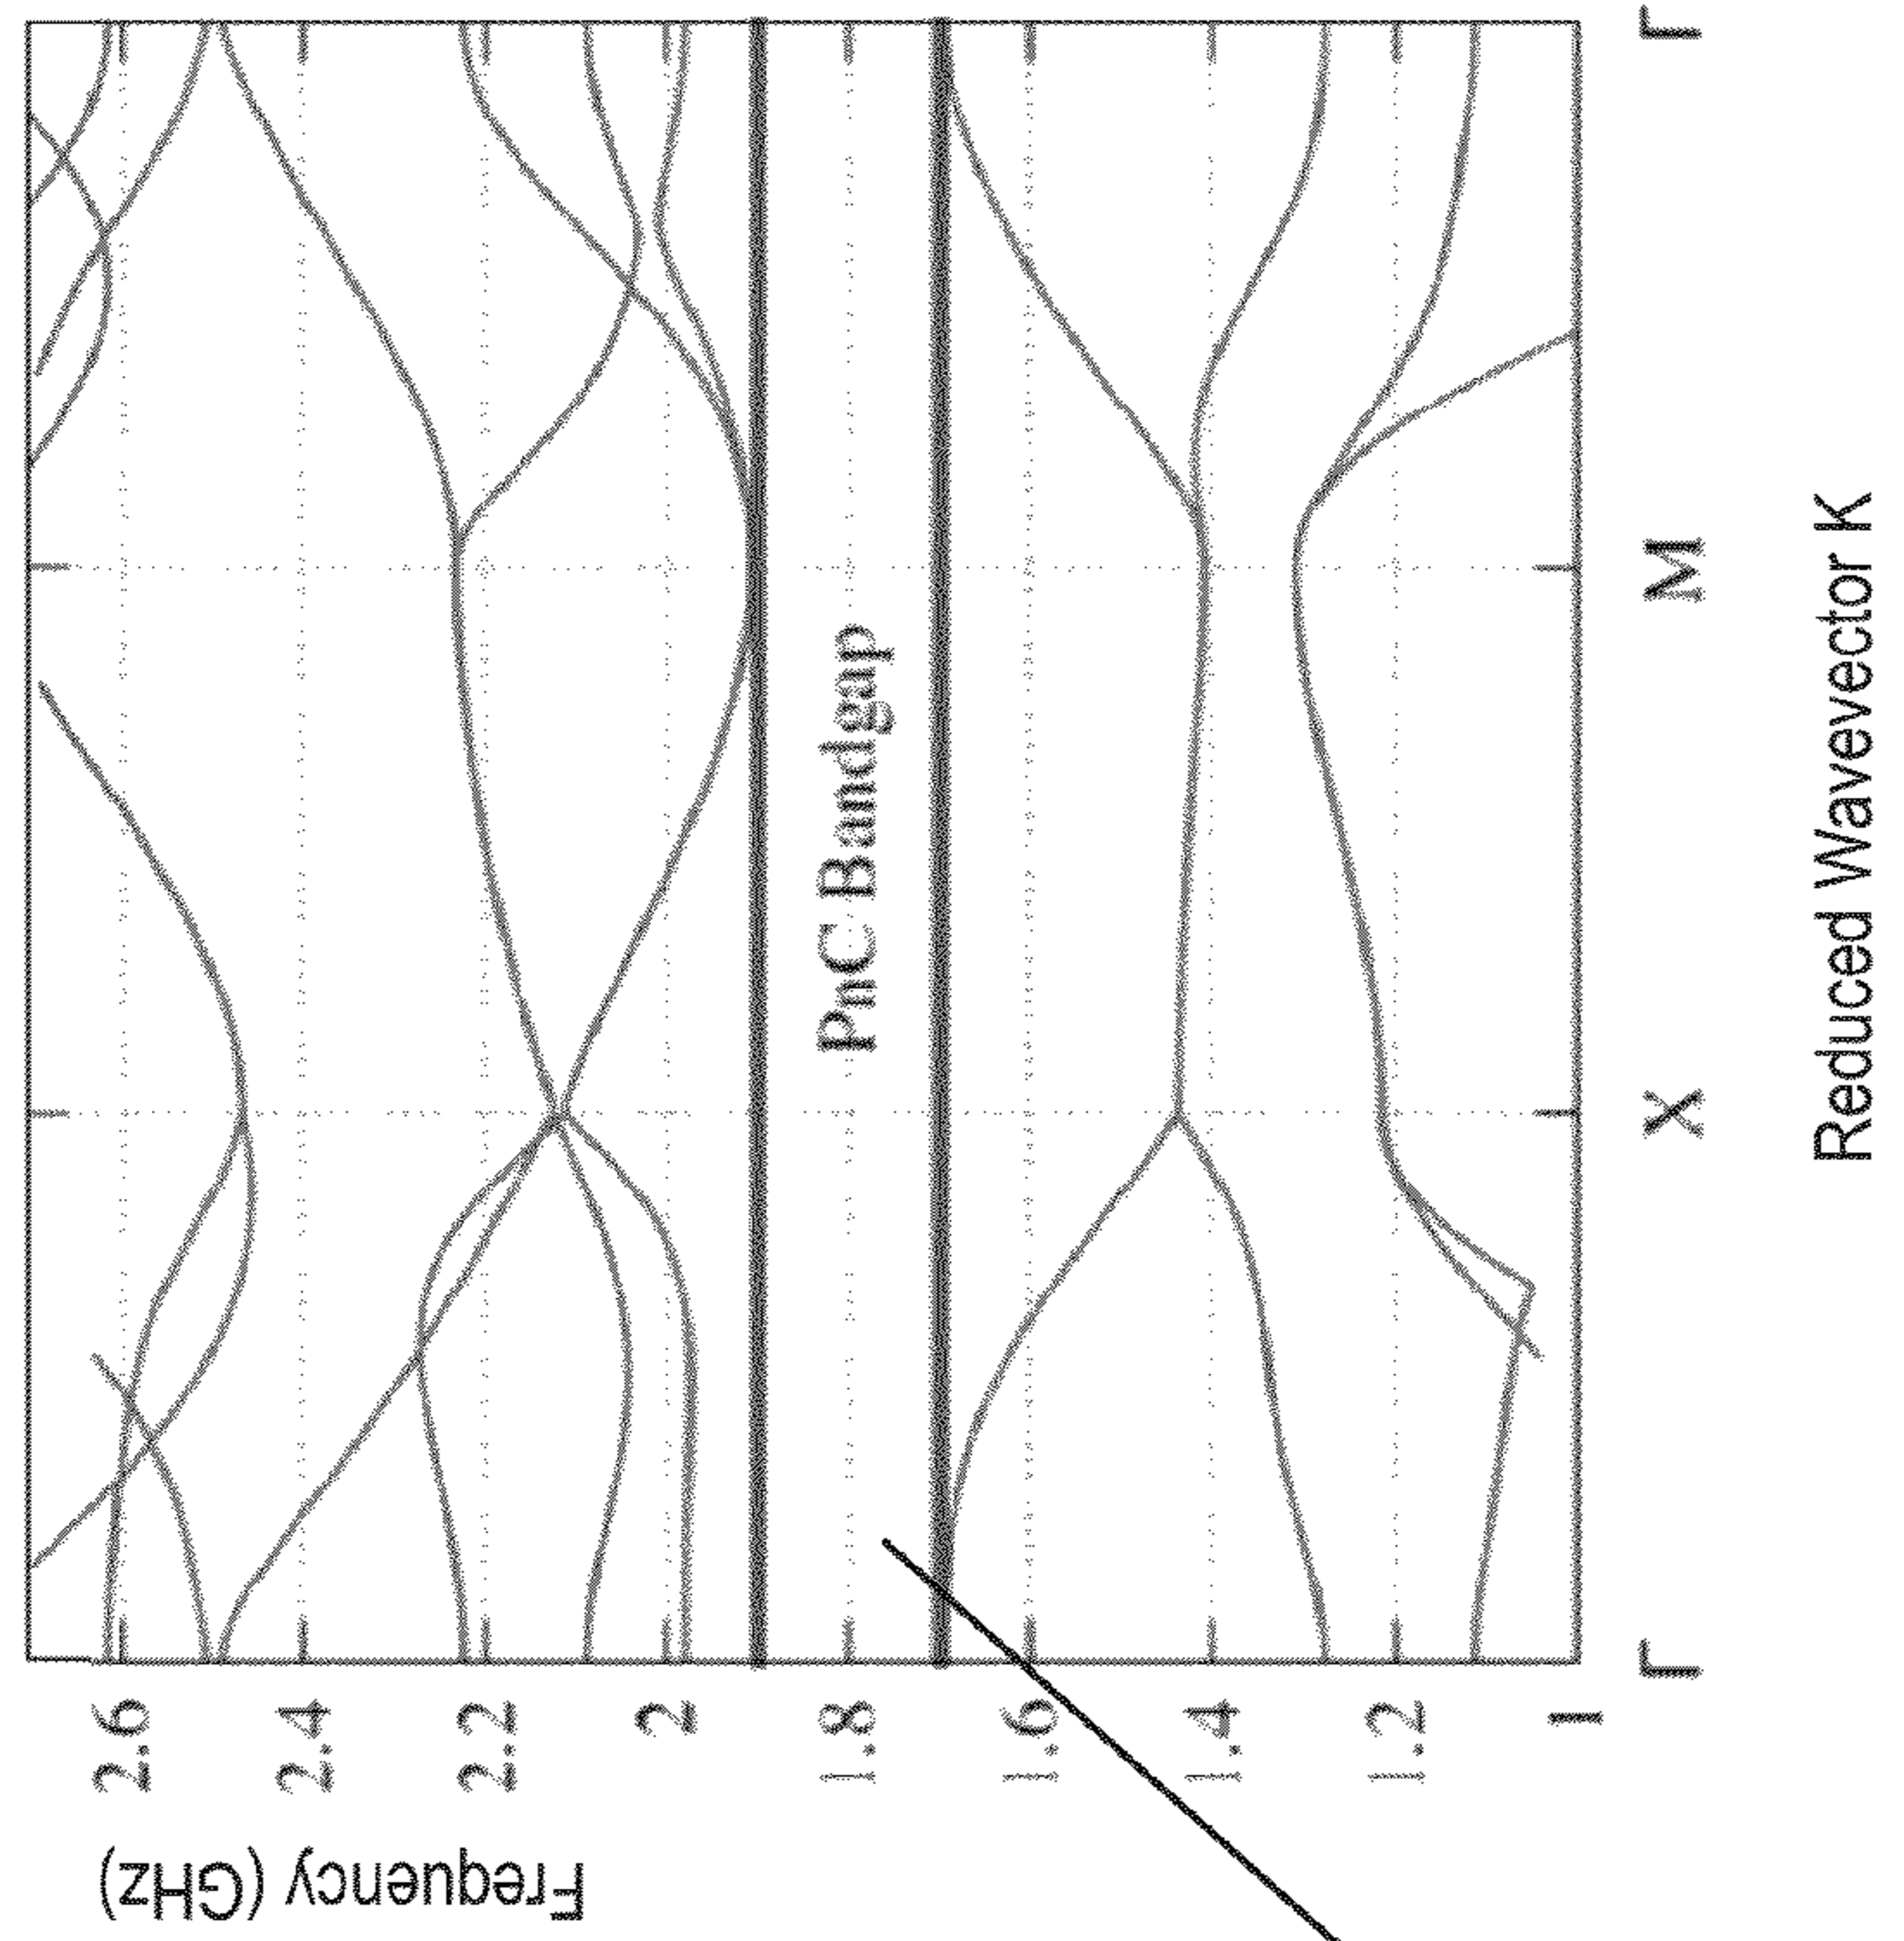 Frequency (GHz)
2.6
2.4
2.2
2
1.8
1.6
1.4
1.2
1
PnC Bandgap
Γ
X
M
Γ
Reduced Wavevector K